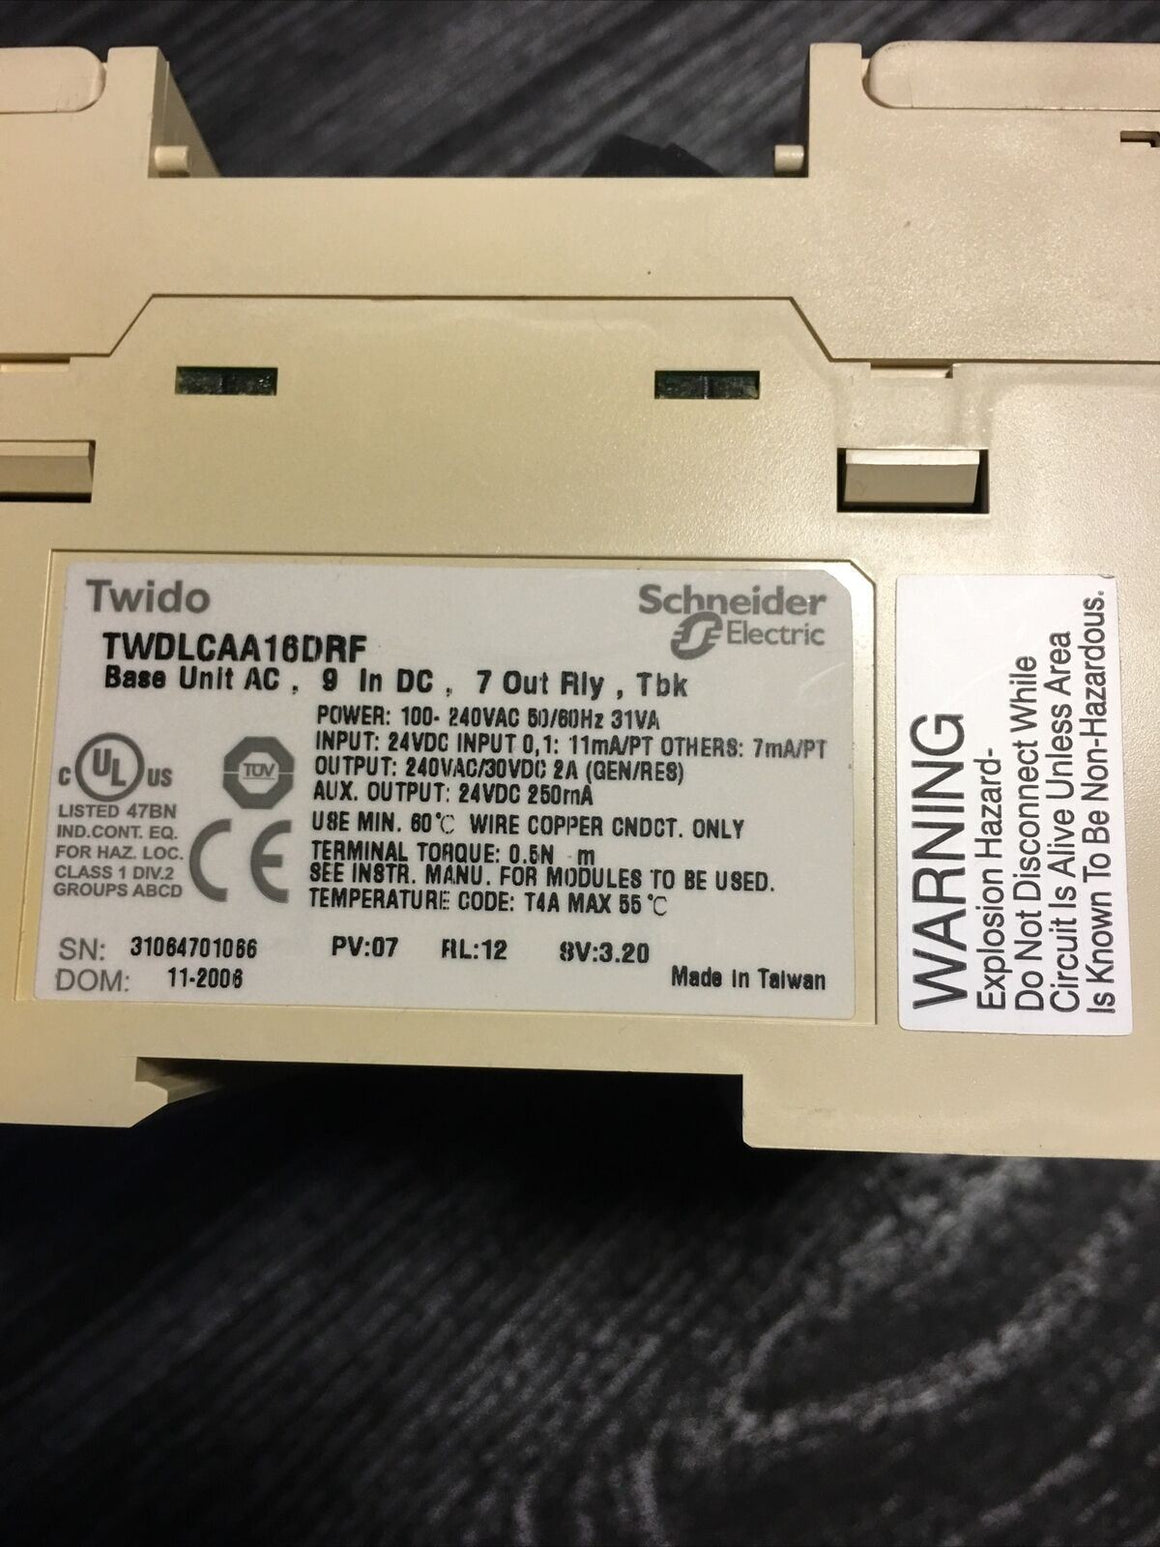 Twido
Schneider
Electric
TWDLCAA16DRF
Base Unit AC , 9 In DC , 7 Out Rly , Tbk
POWER: 100- 240VAC 50/60Hz 31VA
INPUT: 24VDC INPUT 0,1: 11mA/PT OTHERS: 7mA/PT
OUTPUT: 240VAC/30VDC 2A (GEN/RES)
AUX. OUTPUT: 24VDC 250mA
USE MIN. 60℃ WIRE COPPER CNDCT. ONLY
TERMINAL TORQUE: 0.5N m
SEE INSTR. MANU. FOR MODULES TO BE USED.
TEMPERATURE CODE: T4A MAX 55℃
C UL US
LISTED 47BN
IND.CONT. EQ.
FOR HAZ. LOC.
CLASS 1 DIV.2
GROUPS ABCD
TÜV
CE
SN: 31064701066 PV:07 RL:12 SV:3.20
DOM: 11-2006
Made in Taiwan
WARNING
Explosion Hazard-
Do Not Disconnect While
Circuit Is Alive Unless Area
Is Known To Be Non-Hazardous.